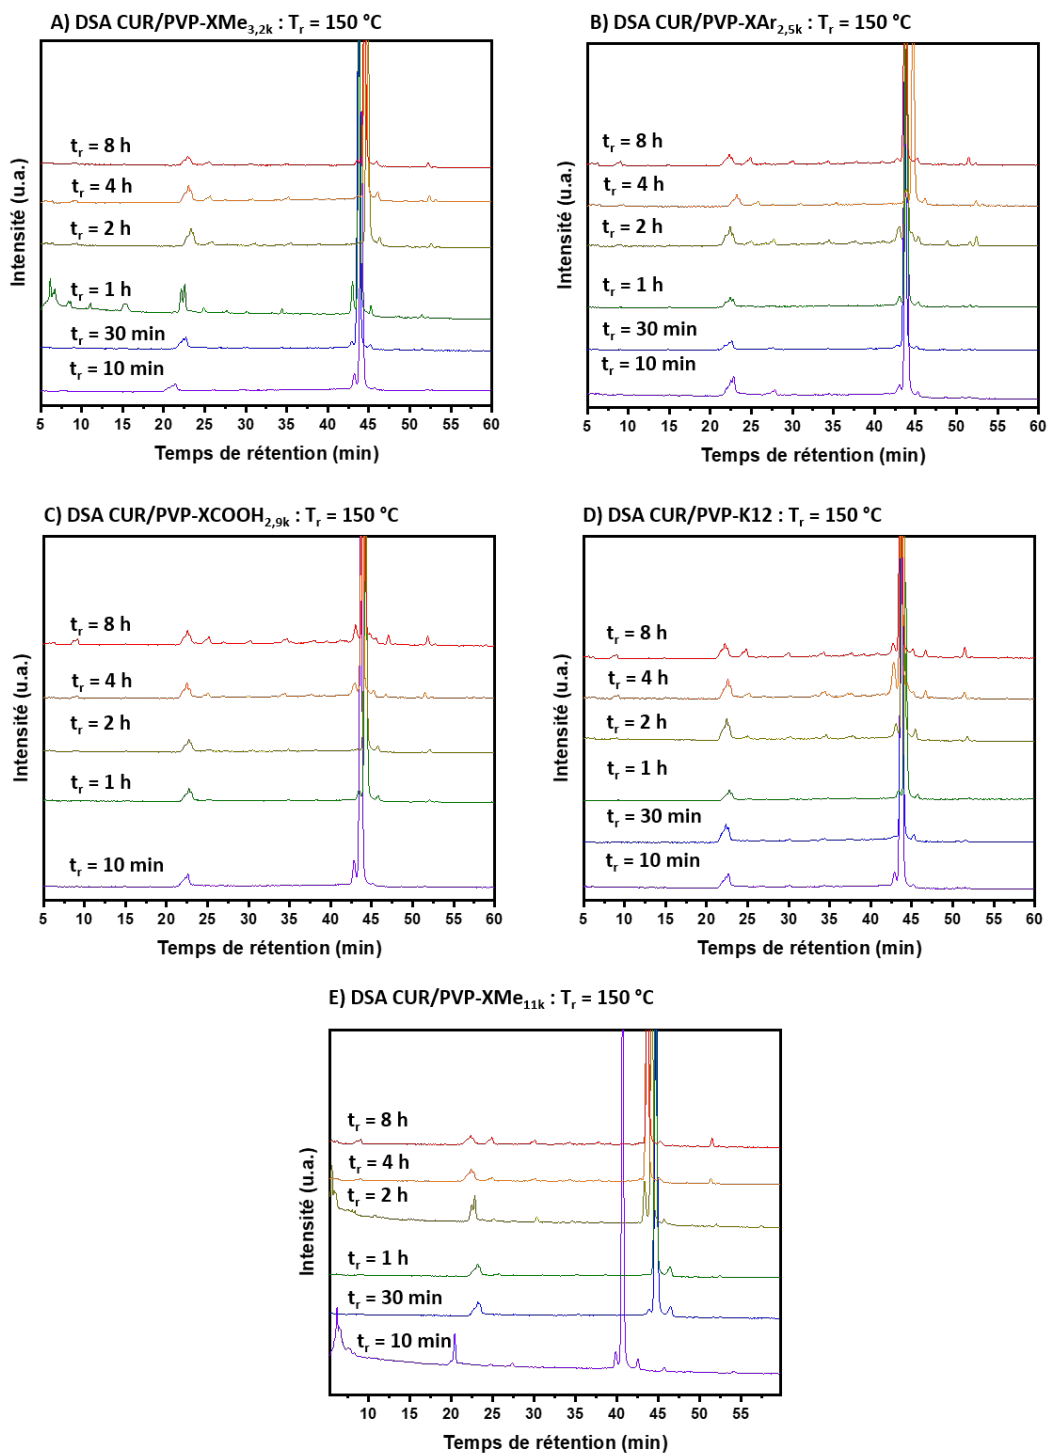 A) DSA CUR/PVP-XMe3,2k : Tr = 150 °C
Intensité (u.a.)
tr = 8 h
tr = 4 h
tr = 2 h
tr = 1 h
tr = 30 min
tr = 10 min
5 10 15 20 25 30 35 40 45 50 55 60
Temps de rétention (min)
B) DSA CUR/PVP-XAr2,5k : Tr = 150 °C
Intensité (u.a.)
tr = 8 h
tr = 4 h
tr = 2 h
tr = 1 h
tr = 30 min
tr = 10 min
5 10 15 20 25 30 35 40 45 50 55 60
Temps de rétention (min)
C) DSA CUR/PVP-XCOOH2,9k : Tr = 150 °C
Intensité (u.a.)
tr = 8 h
tr = 4 h
tr = 2 h
tr = 1 h
tr = 10 min
5 10 15 20 25 30 35 40 45 50 55 60
Temps de rétention (min)
D) DSA CUR/PVP-K12 : Tr = 150 °C
Intensité (u.a.)
tr = 8 h
tr = 4 h
tr = 2 h
tr = 1 h
tr = 30 min
tr = 10 min
5 10 15 20 25 30 35 40 45 50 55 60
Temps de rétention (min)
E) DSA CUR/PVP-XMe11k : Tr = 150 °C
Intensité (u.a.)
tr = 8 h
tr = 4 h
tr = 2 h
tr = 1 h
tr = 30 min
tr = 10 min
10 15 20 25 30 35 40 45 50 55
Temps de rétention (min)